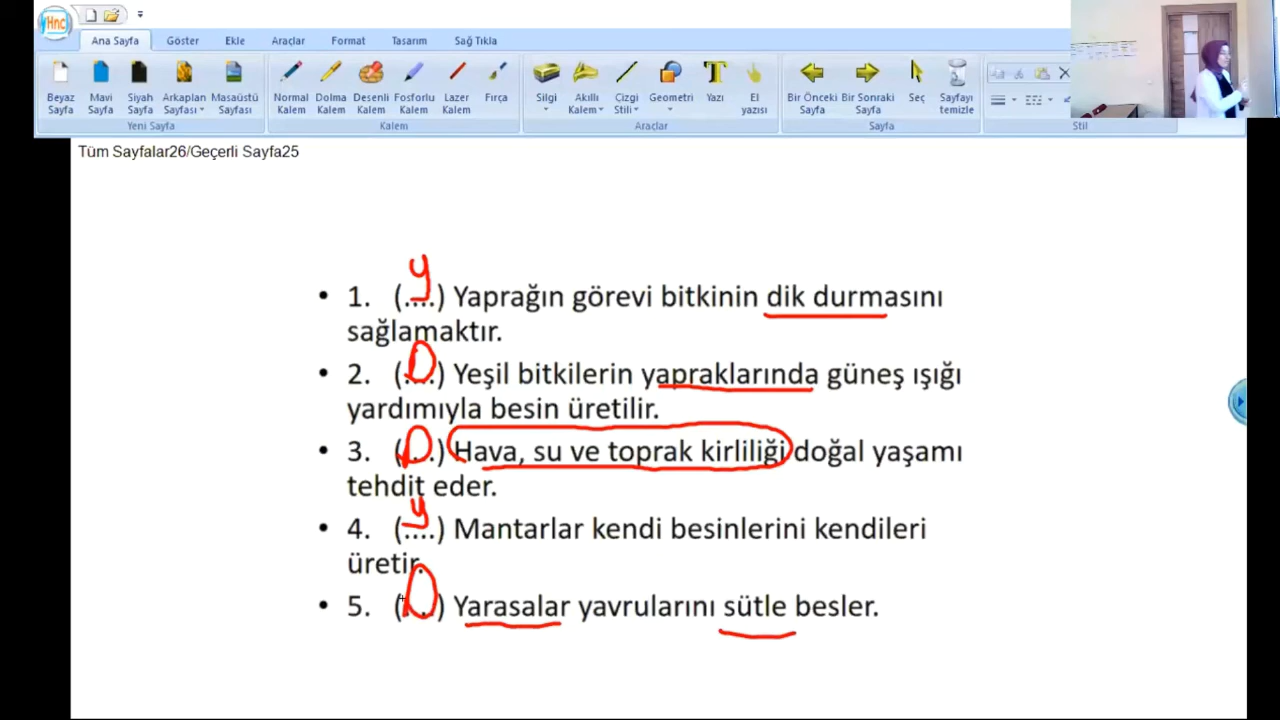 Hnc
Ana Sayfa Göster Ekle Araçlar Format Tasarım Sağ Tıkla
Beyaz Sayfa Mavi Sayfa Siyah Sayfa Arkaplan Sayfası Masaüstü Sayfası Normal Kalem Dolma Kalem Desenli Kalem Fosforlu Kalem Lazer Kalem Fırça Silgi Akıllı Kalem Çizgi Stili Geometri Yazı El yazısı Bir Önceki Sayfa Bir Sonraki Sayfa Seç Sayfayı temizle
Yeni Sayfa Kalem Araçlar Sayfa Stil
Tüm Sayfalar26/Geçerli Sayfa25
• 1. (..y..) Yaprağın görevi bitkinin dik durmasını
sağlamaktır.
• 2. (..D..) Yeşil bitkilerin yapraklarında güneş ışığı
yardımıyla besin üretilir.
• 3. (..D..) Hava, su ve toprak kirliliği doğal yaşamı
tehdit eder.
• 4. (..y..) Mantarlar kendi besinlerini kendileri
üretir.
• 5. (..D..) Yarasalar yavrularını sütle besler.